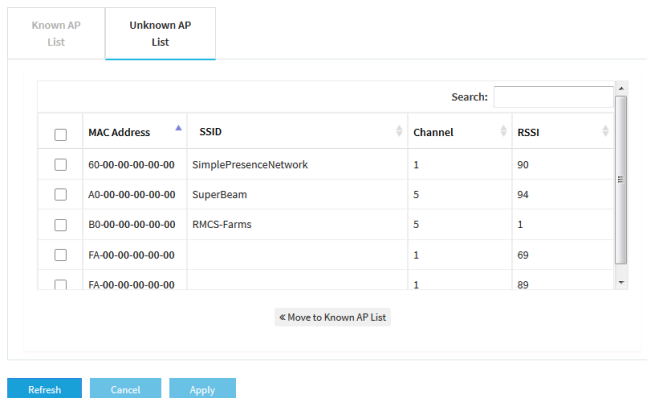 Known AP
List
Unknown AP
List
Search:
MAC Address SSID Channel RSSI
60-00-00-00-00-00 SimplePresenceNetwork 1 90
A0-00-00-00-00-00 SuperBeam 5 94
B0-00-00-00-00-00 RMCS-Farms 5 1
FA-00-00-00-00-00 1 69
FA-00-00-00-00-00 1 89
« Move to Known AP List
Refresh Cancel Apply